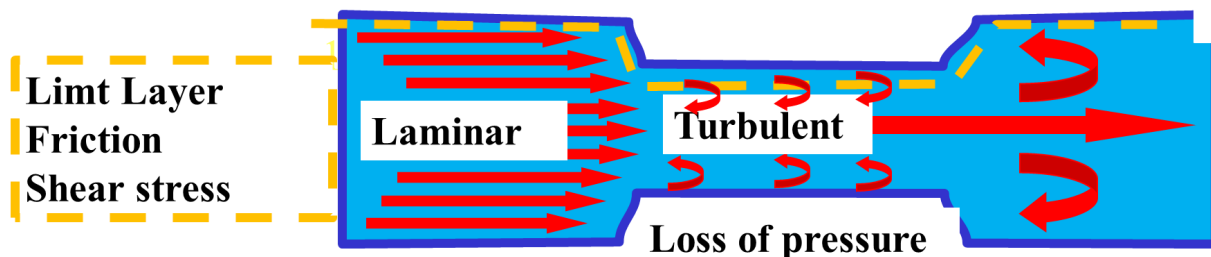 Limt Layer
Friction
Shear stress
Laminar
Turbulent
Loss of pressure